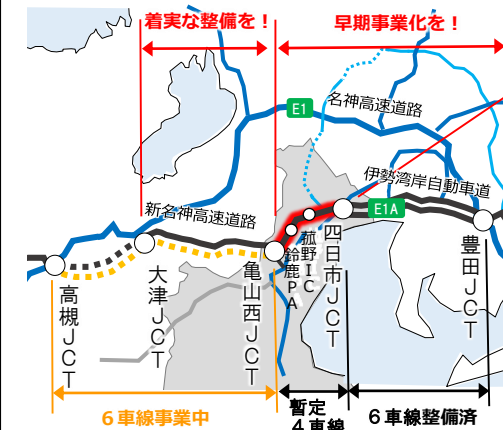 着実な整備を!
早期事業化を!
E1
名神高速道路
伊勢湾岸自動車道
E1A
新名神高速道路
高槻JCT
大津JCT
亀山西JCT
鈴鹿PA
菰野IC
四日市JCT
豊田JCT
6車線事業中
暫定
4車線
6車線整備済